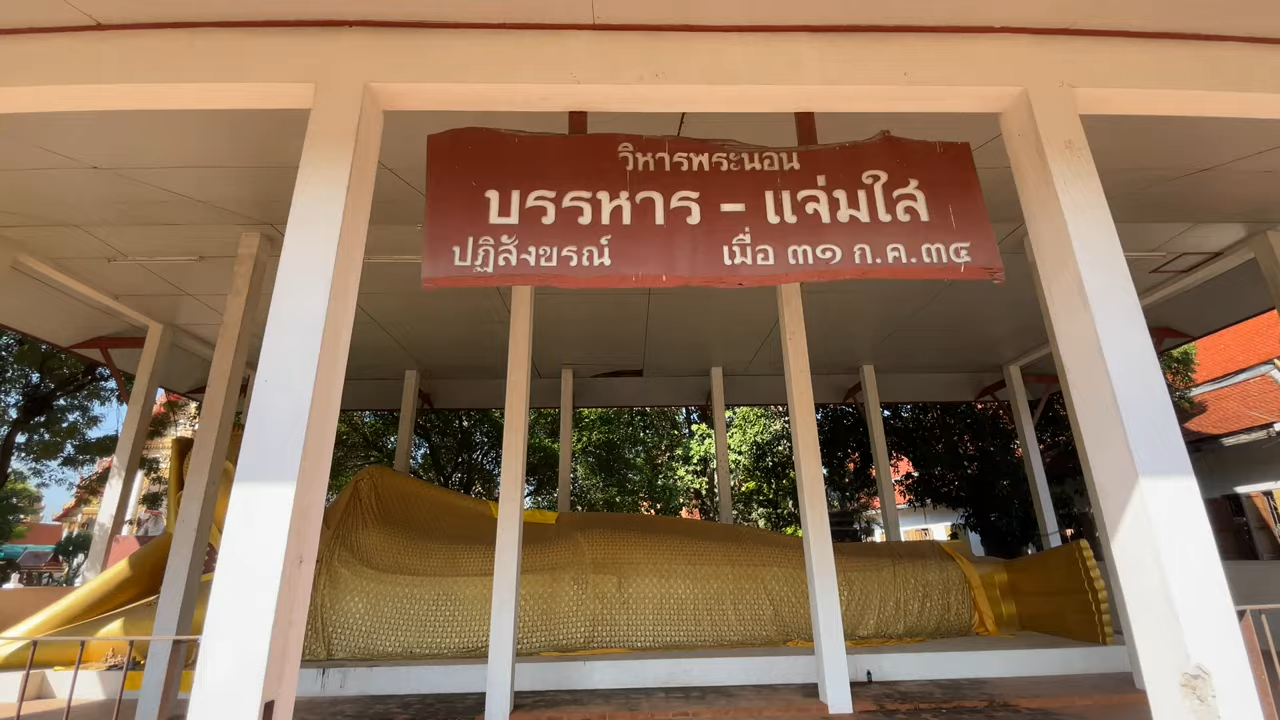 วิหารพระนอน
บรรหาร - แจ่มใส
ปฏิสังขรณ์ เมื่อ ๓๑ ก.ค.๓๔